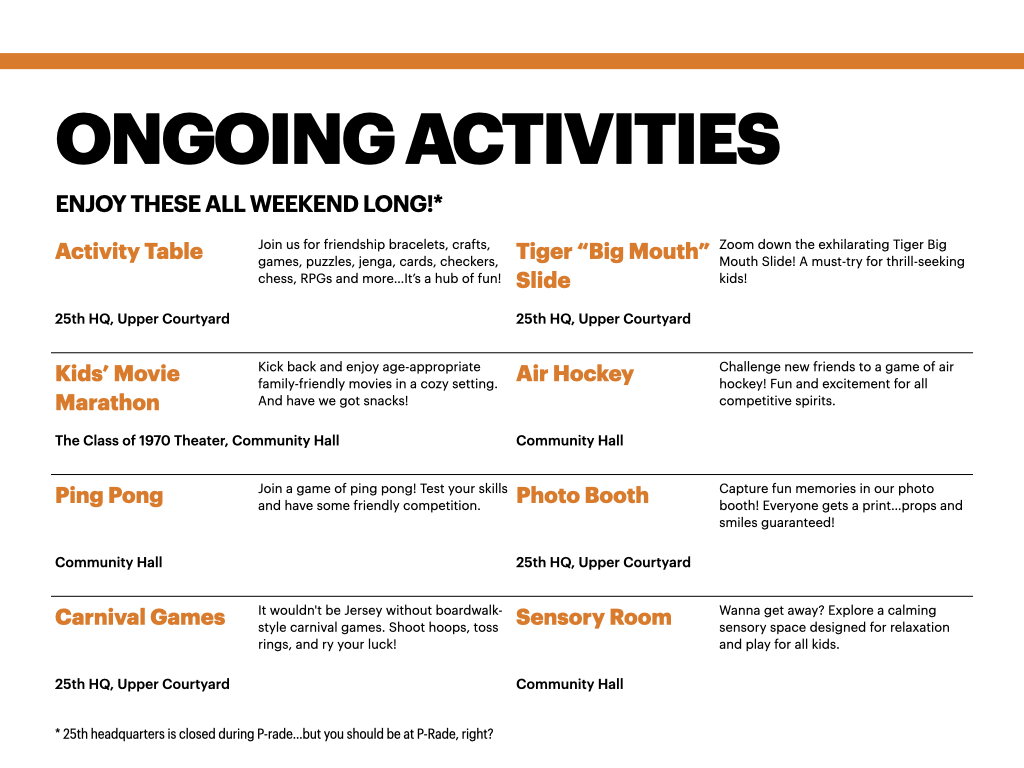 ONGOING ACTIVITIES
ENJOY THESE ALL WEEKEND LONG!*
Activity Table
Join us for friendship bracelets, crafts,
games, puzzles, jenga, cards, checkers,
chess, RPGs and more...It’s a hub of fun!
25th HQ, Upper Courtyard
Tiger “Big Mouth”
Slide
Zoom down the exhilarating Tiger Big
Mouth Slide! A must-try for thrill-seeking
kids!
25th HQ, Upper Courtyard
Kids’ Movie
Marathon
Kick back and enjoy age-appropriate
family-friendly movies in a cozy setting.
And have we got snacks!
The Class of 1970 Theater, Community Hall
Air Hockey
Challenge new friends to a game of air
hockey! Fun and excitement for all
competitive spirits.
Community Hall
Ping Pong
Join a game of ping pong! Test your skills
and have some friendly competition.
Community Hall
Photo Booth
Capture fun memories in our photo
booth! Everyone gets a print...props and
smiles guaranteed!
25th HQ, Upper Courtyard
Carnival Games
It wouldn't be Jersey without boardwalk-
style carnival games. Shoot hoops, toss
rings, and ry your luck!
25th HQ, Upper Courtyard
Sensory Room
Wanna get away? Explore a calming
sensory space designed for relaxation
and play for all kids.
Community Hall
* 25th headquarters is closed during P-rade...but you should be at P-Rade, right?